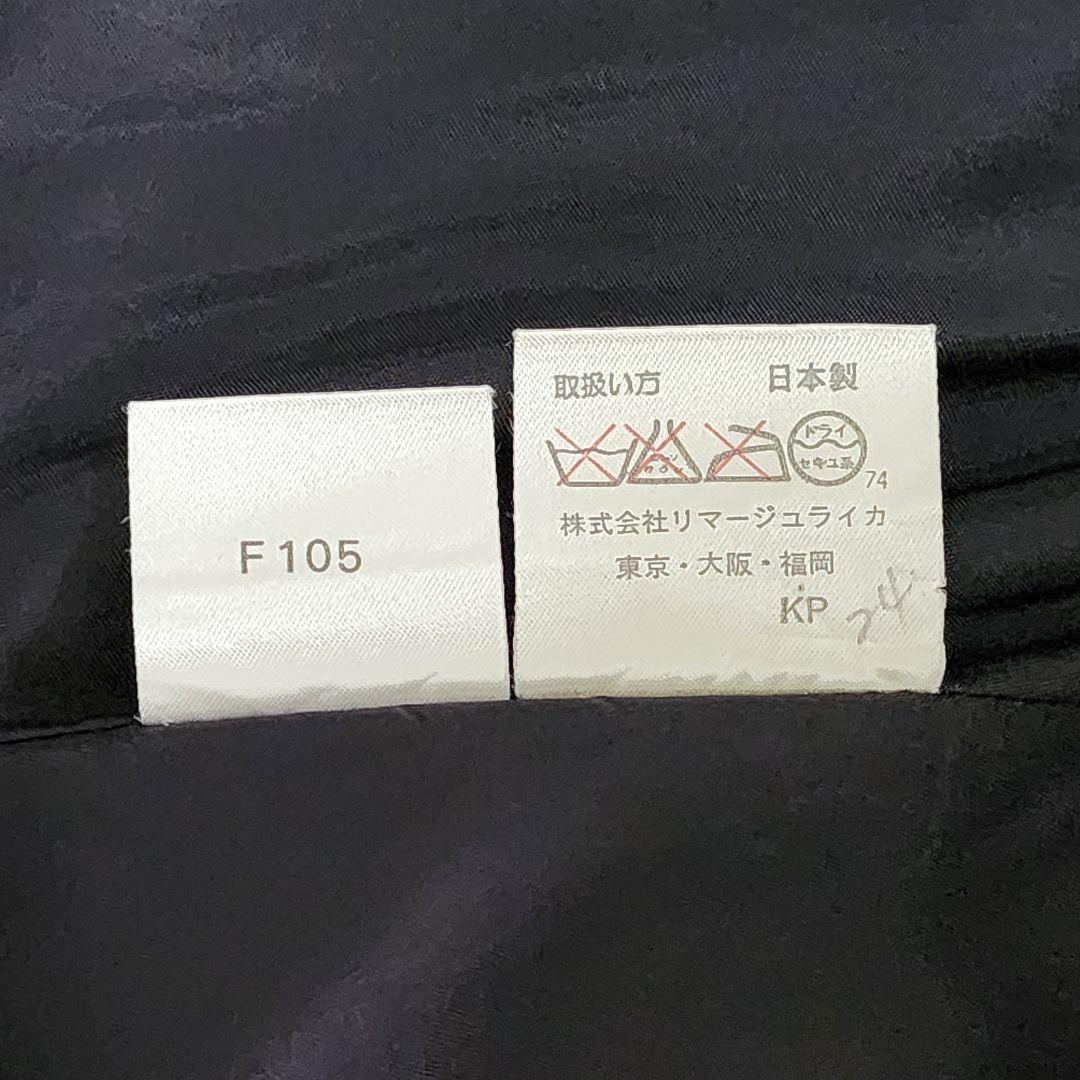 F105
取扱い方 日本製
ドライ
セキユ系
74
株式会社リマージュライカ
東京・大阪・福岡
KP
24